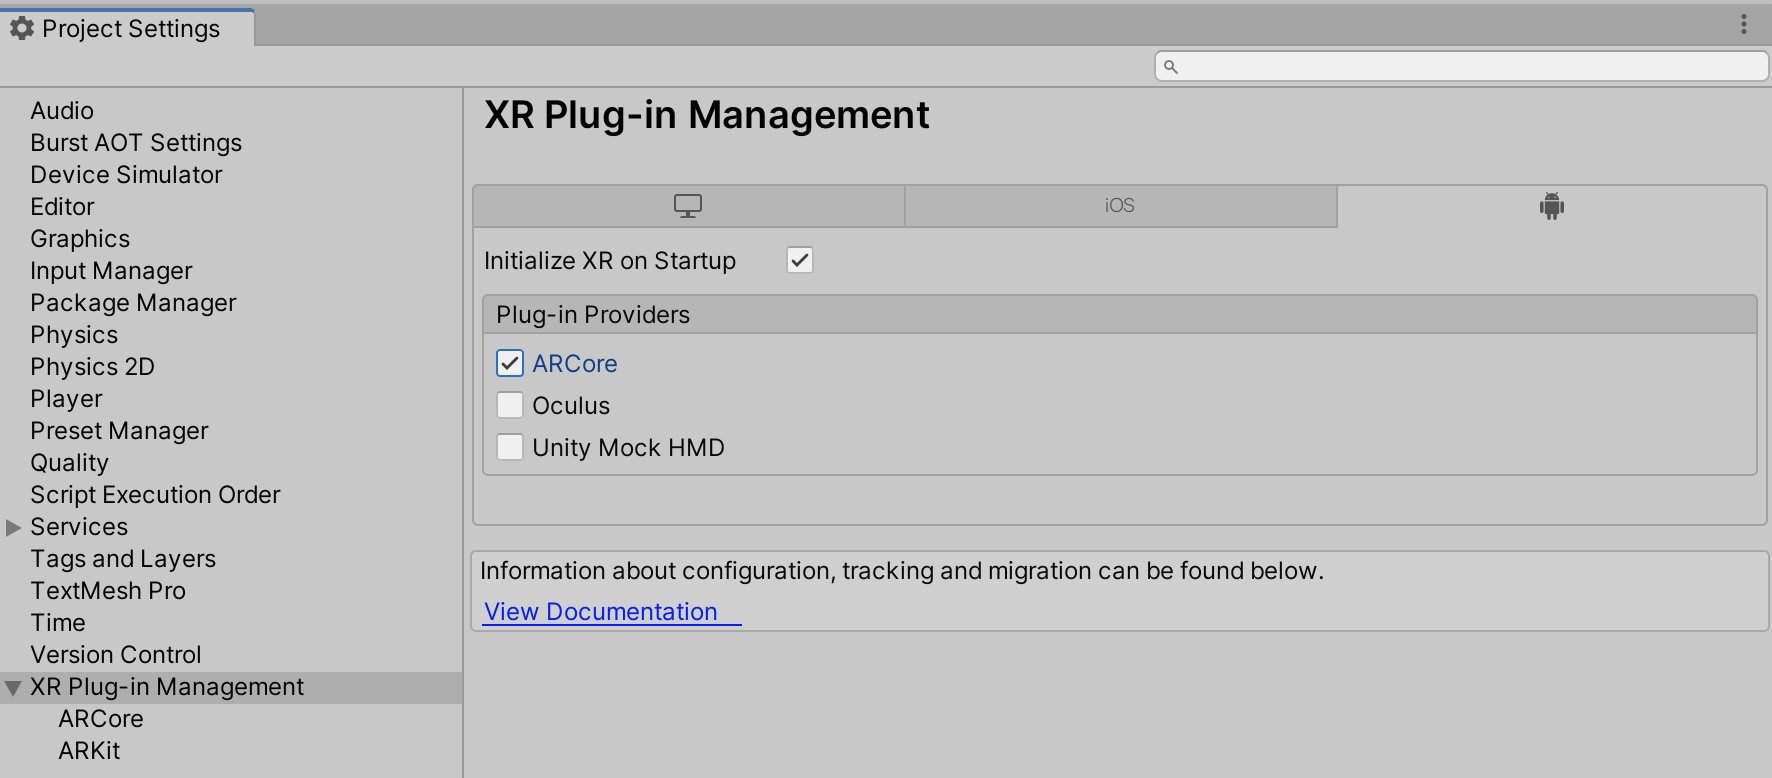 Project Settings
Audio
Burst AOT Settings
Device Simulator
Editor
Graphics
Input Manager
Package Manager
Physics
Physics 2D
Player
Preset Manager
Quality
Script Execution Order
Services
Tags and Layers
TextMesh Pro
Time
Version Control
XR Plug-in Management
ARCore
ARKit
XR Plug-in Management
iOS
Initialize XR on Startup
Plug-in Providers
ARCore
Oculus
Unity Mock HMD
Information about configuration, tracking and migration can be found below.
View Documentation